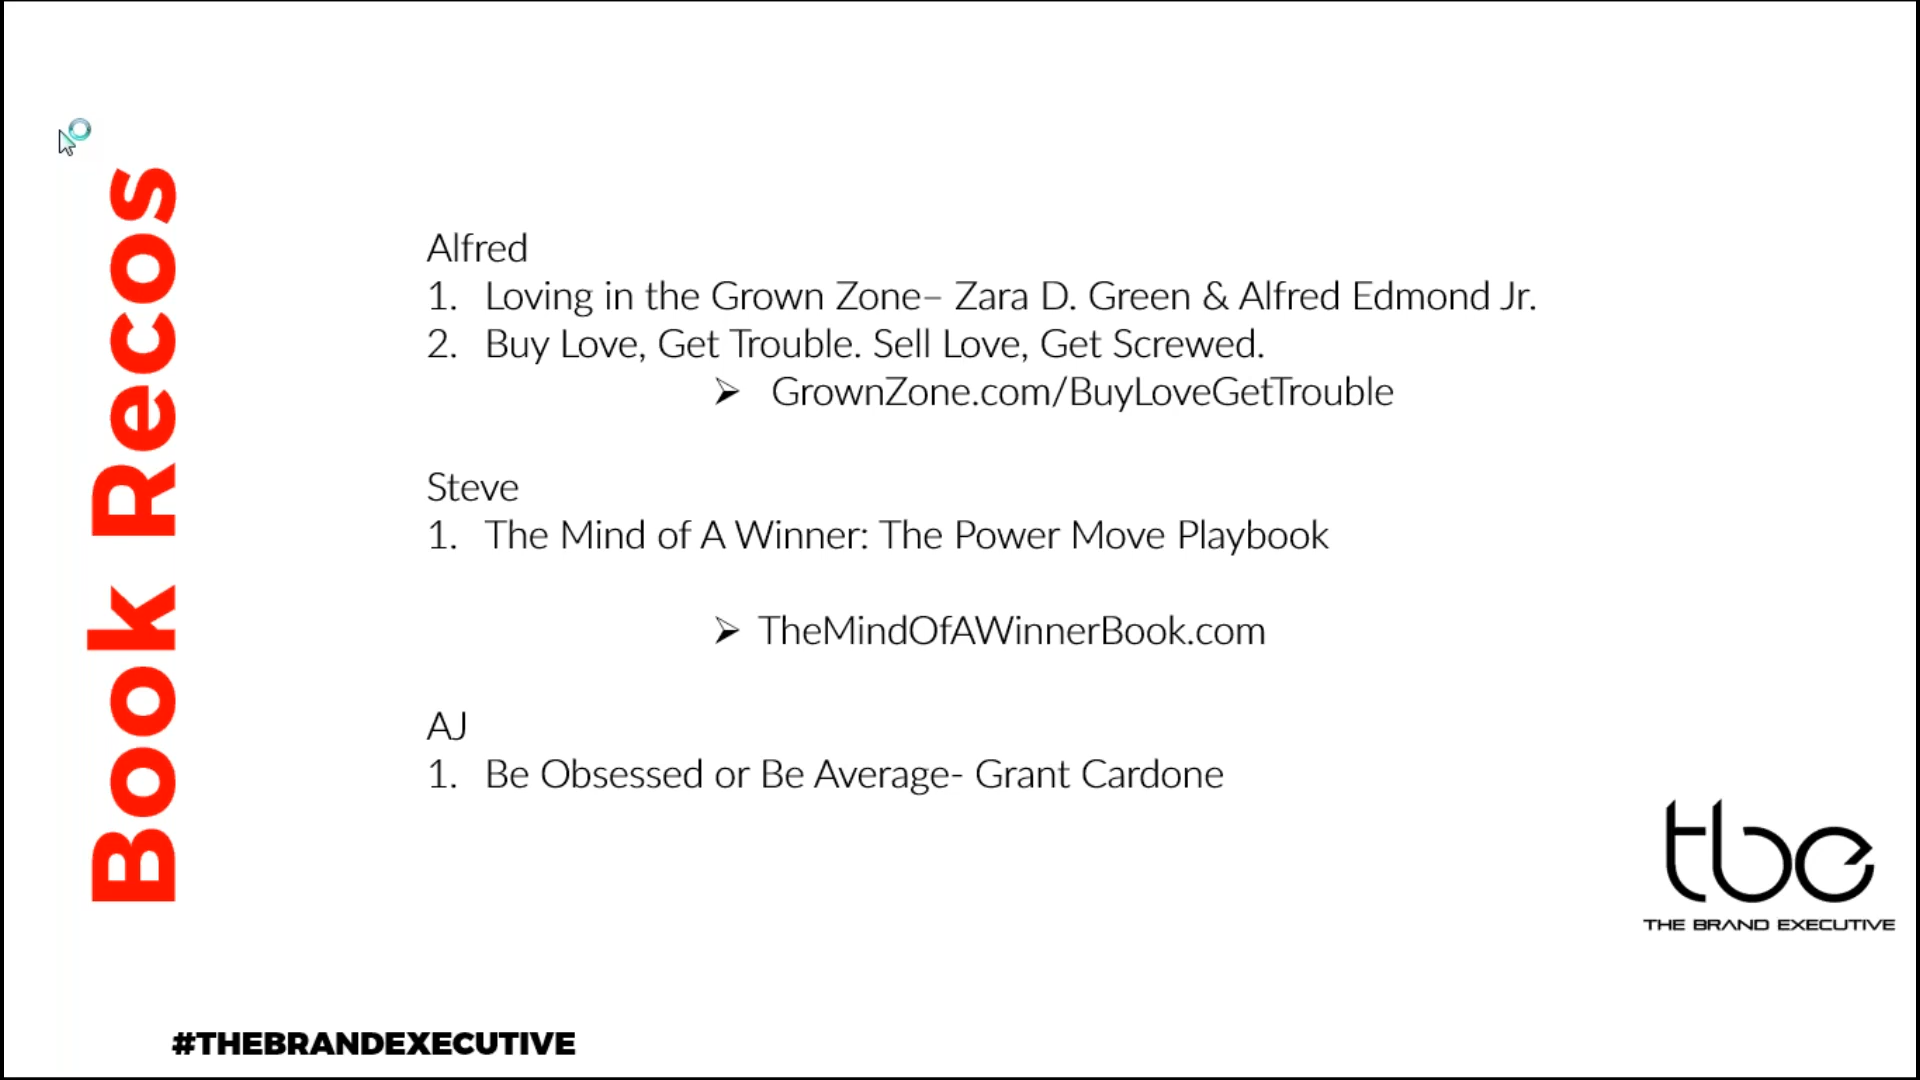 Book Recos
Alfred
1. Loving in the Grown Zone– Zara D. Green & Alfred Edmond Jr.
2. Buy Love, Get Trouble. Sell Love, Get Screwed.
➢ GrownZone.com/BuyLoveGetTrouble
Steve
1. The Mind of A Winner: The Power Move Playbook
➢ TheMindOfAWinnerBook.com
AJ
1. Be Obsessed or Be Average- Grant Cardone
tbe
THE BRAND EXECUTIVE
#THEBRANDEXECUTIVE